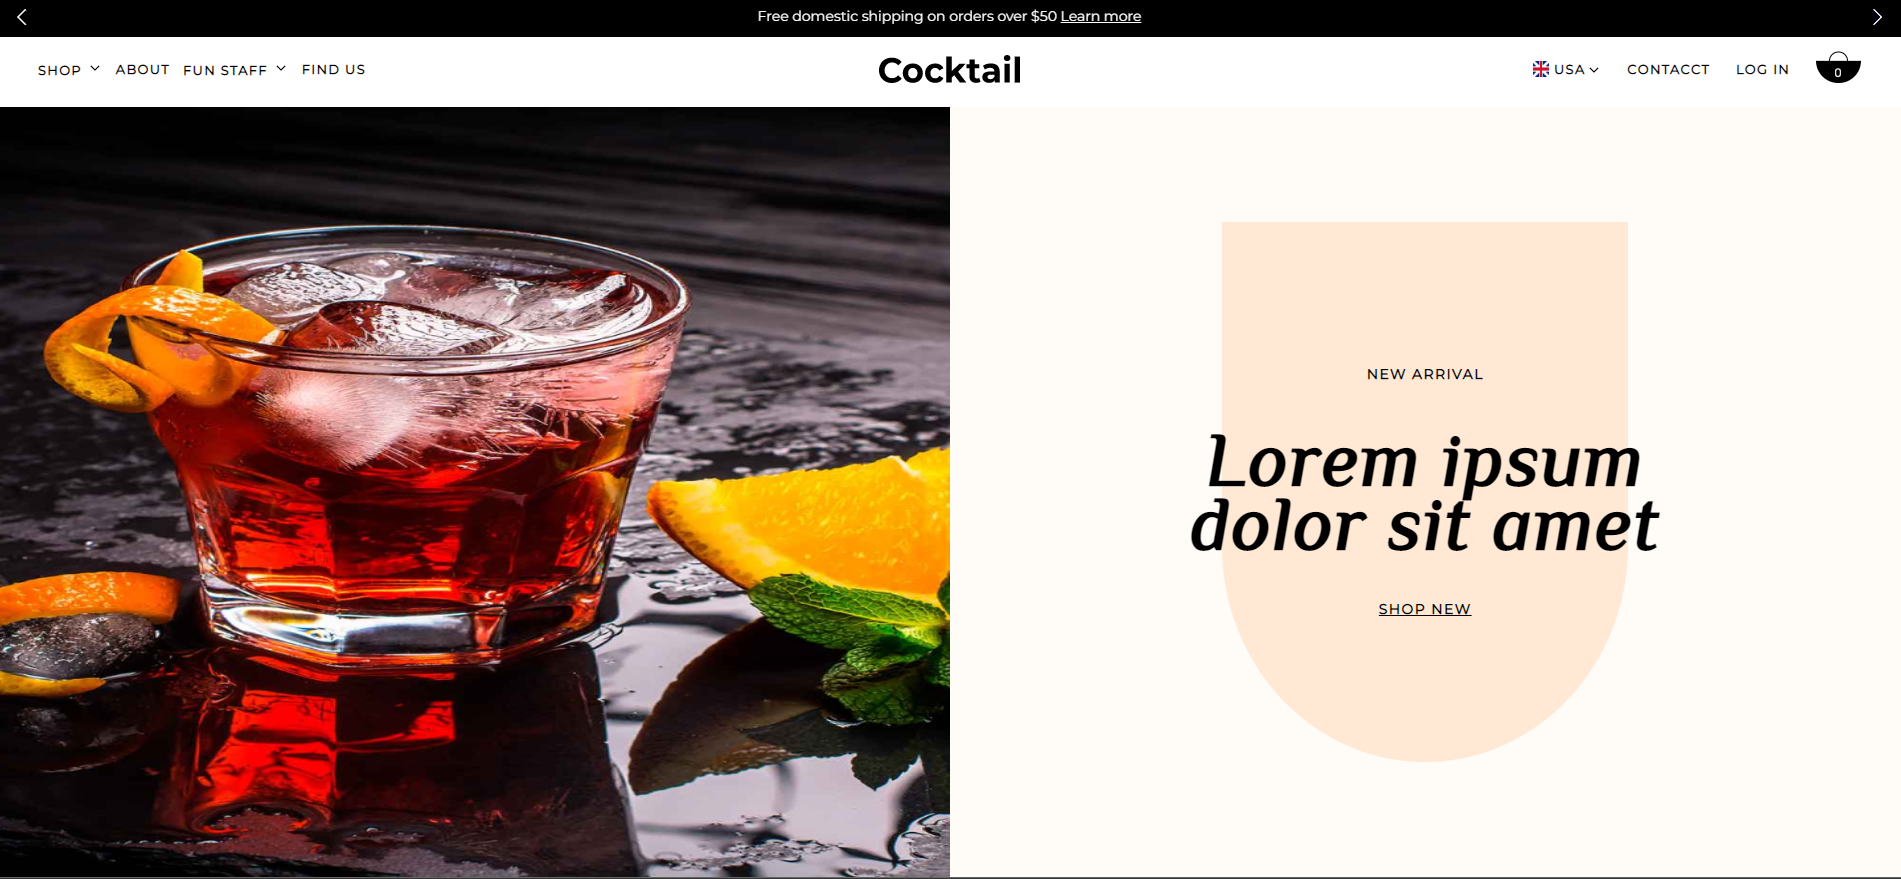 Free domestic shipping on orders over $50 Learn more
SHOP ABOUT FUN STAFF FIND US
Cocktail
USA CONTACCT LOG IN 0
NEW ARRIVAL
Lorem ipsum
dolor sit amet
SHOP NEW